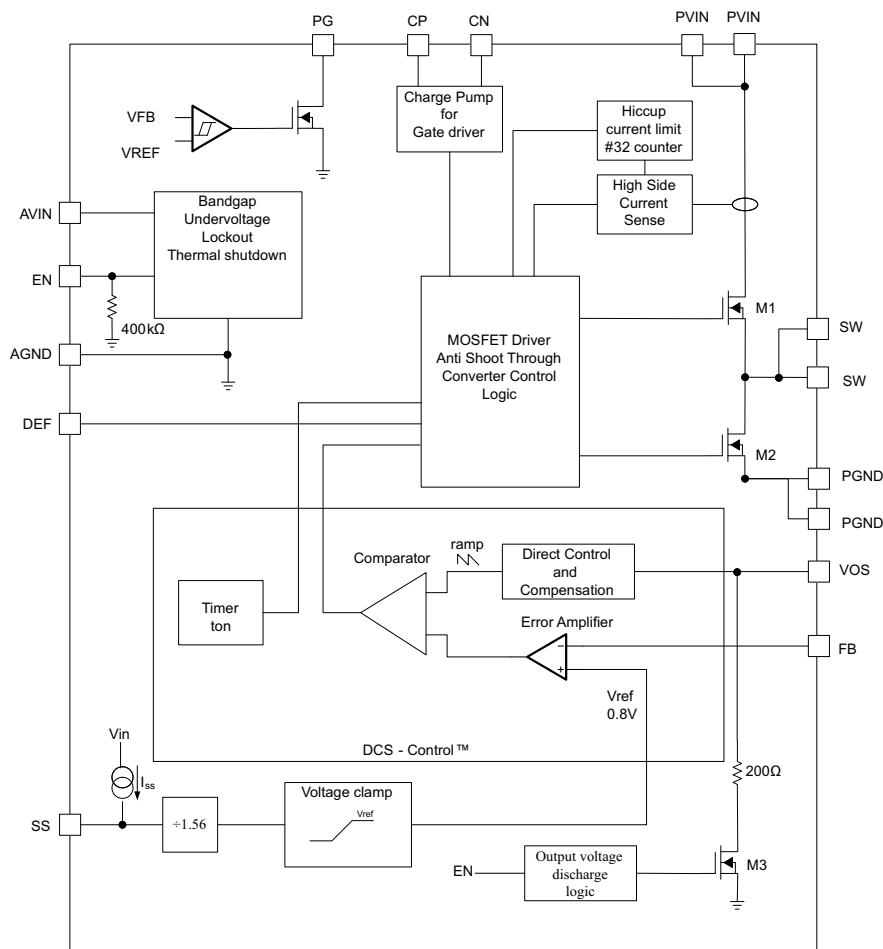 PG
CP
CN
PVIN
PVIN
VFB
VREF
Charge Pump
for
Gate driver
Hiccup
current limit
#32 counter
High Side
Current
Sense
AVIN
Bandgap
Undervoltage
Lockout
Thermal shutdown
EN
400kΩ
AGND
DEF
MOSFET Driver
Anti Shoot Through
Converter Control
Logic
M1
SW
SW
M2
PGND
PGND
Comparator
ramp
Direct Control
and
Compensation
VOS
Timer
ton
Error Amplifier
−
+
FB
Vref
0.8V
DCS - Control™
Vin
Iss
200Ω
SS
÷1.56
Voltage clamp
Vref
EN
Output voltage
discharge
logic
M3